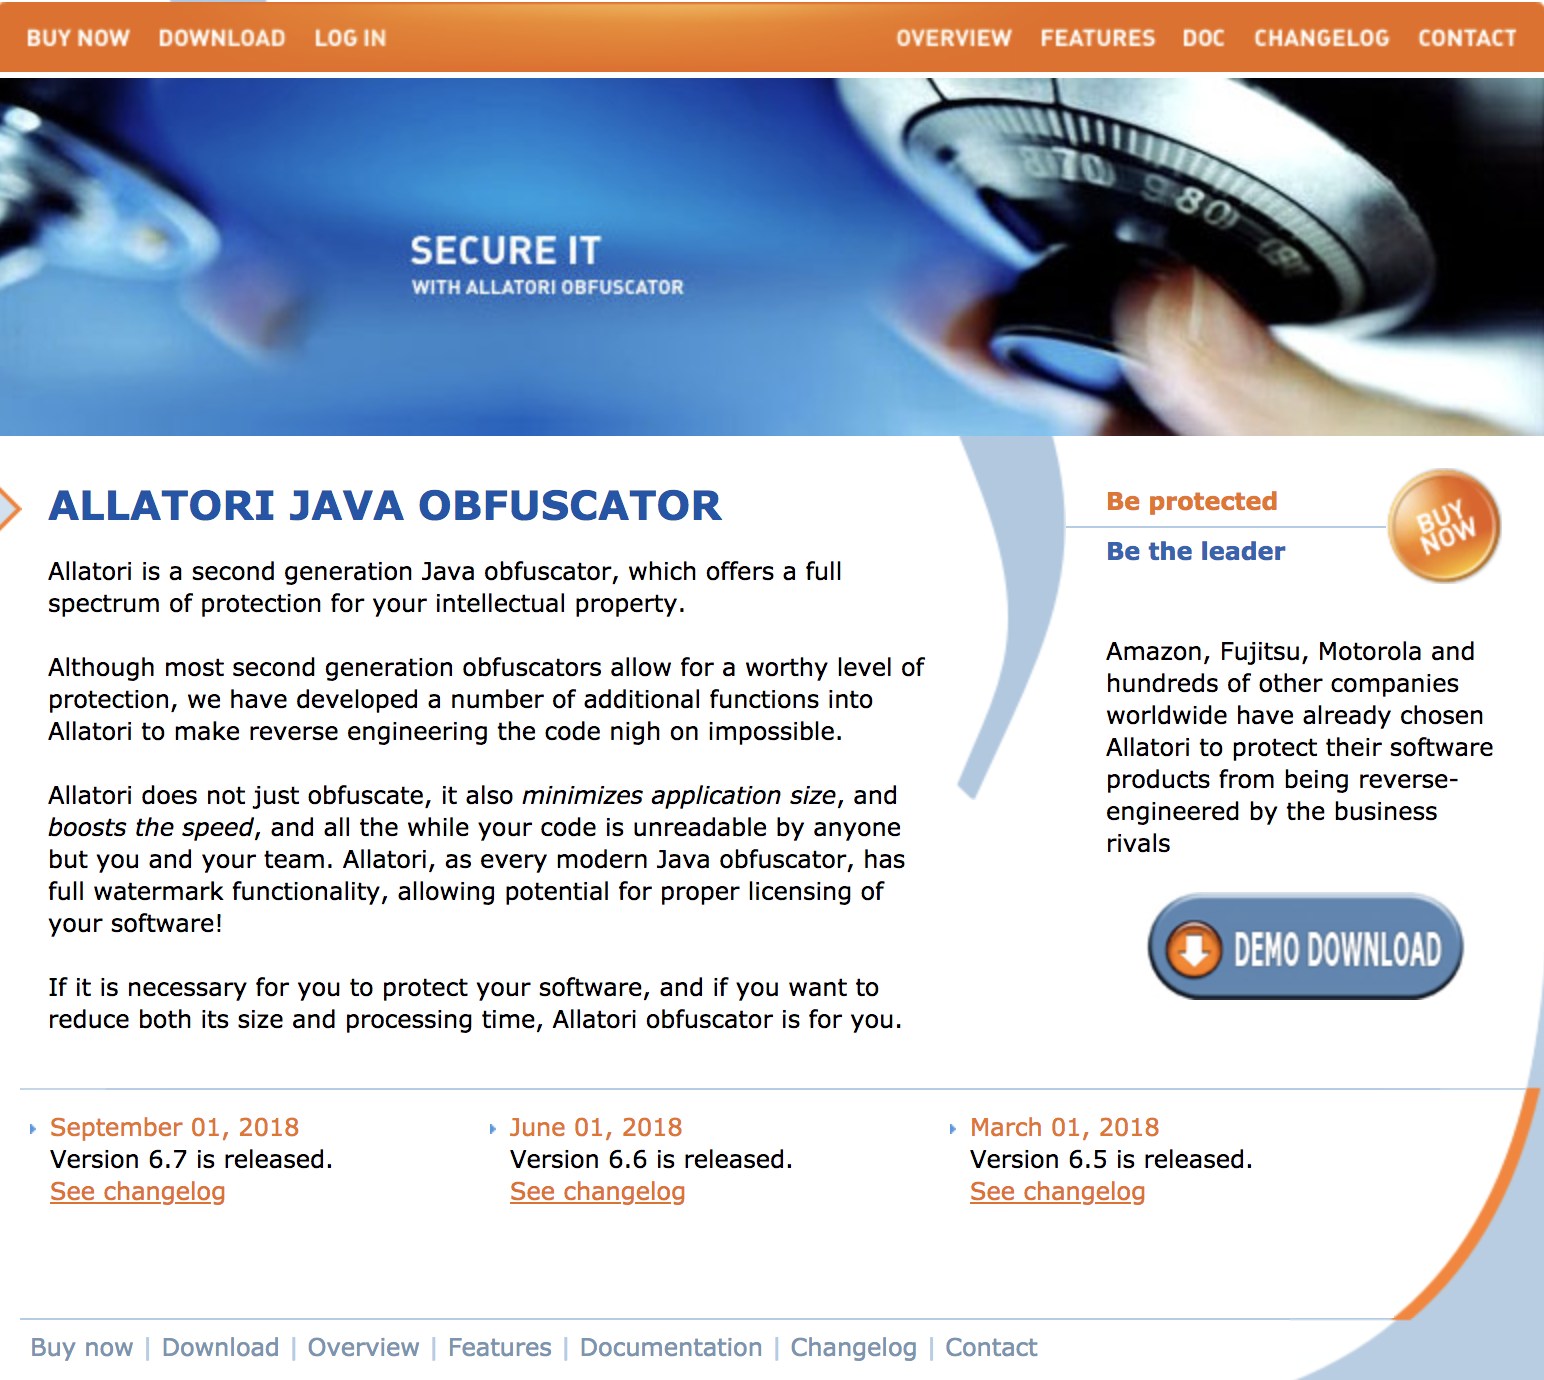 BUY NOW DOWNLOAD LOG IN OVERVIEW FEATURES DOC CHANGELOG CONTACT
70 80
SECURE IT
WITH ALLATORI OBFUSCATOR
ALLATORI JAVA OBFUSCATOR
Allatori is a second generation Java obfuscator, which offers a full
spectrum of protection for your intellectual property.
Although most second generation obfuscators allow for a worthy level of
protection, we have developed a number of additional functions into
Allatori to make reverse engineering the code nigh on impossible.
Allatori does not just obfuscate, it also minimizes application size, and
boosts the speed, and all the while your code is unreadable by anyone
but you and your team. Allatori, as every modern Java obfuscator, has
full watermark functionality, allowing potential for proper licensing of
your software!
If it is necessary for you to protect your software, and if you want to
reduce both its size and processing time, Allatori obfuscator is for you.
Be protected
Be the leader
BUY
NOW
Amazon, Fujitsu, Motorola and
hundreds of other companies
worldwide have already chosen
Allatori to protect their software
products from being reverse-
engineered by the business
rivals
DEMO DOWNLOAD
September 01, 2018
Version 6.7 is released.
See changelog
June 01, 2018
Version 6.6 is released.
See changelog
March 01, 2018
Version 6.5 is released.
See changelog
Buy now | Download | Overview | Features | Documentation | Changelog | Contact